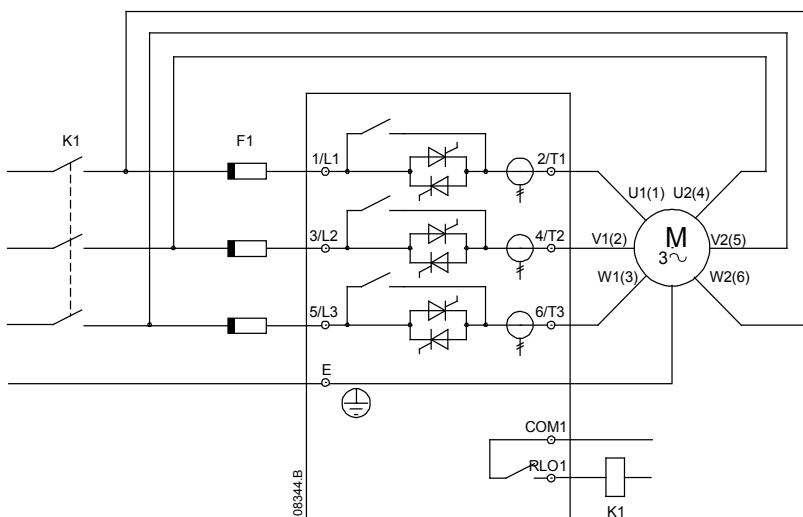 K1
F1
1/L1
2/T1
U1(1)
U2(4)
3/L2
4/T2
V1(2)
M
3~
V2(5)
W1(3)
W2(6)
5/L3
6/T3
E
COM1
RLO1
K1
08344.B